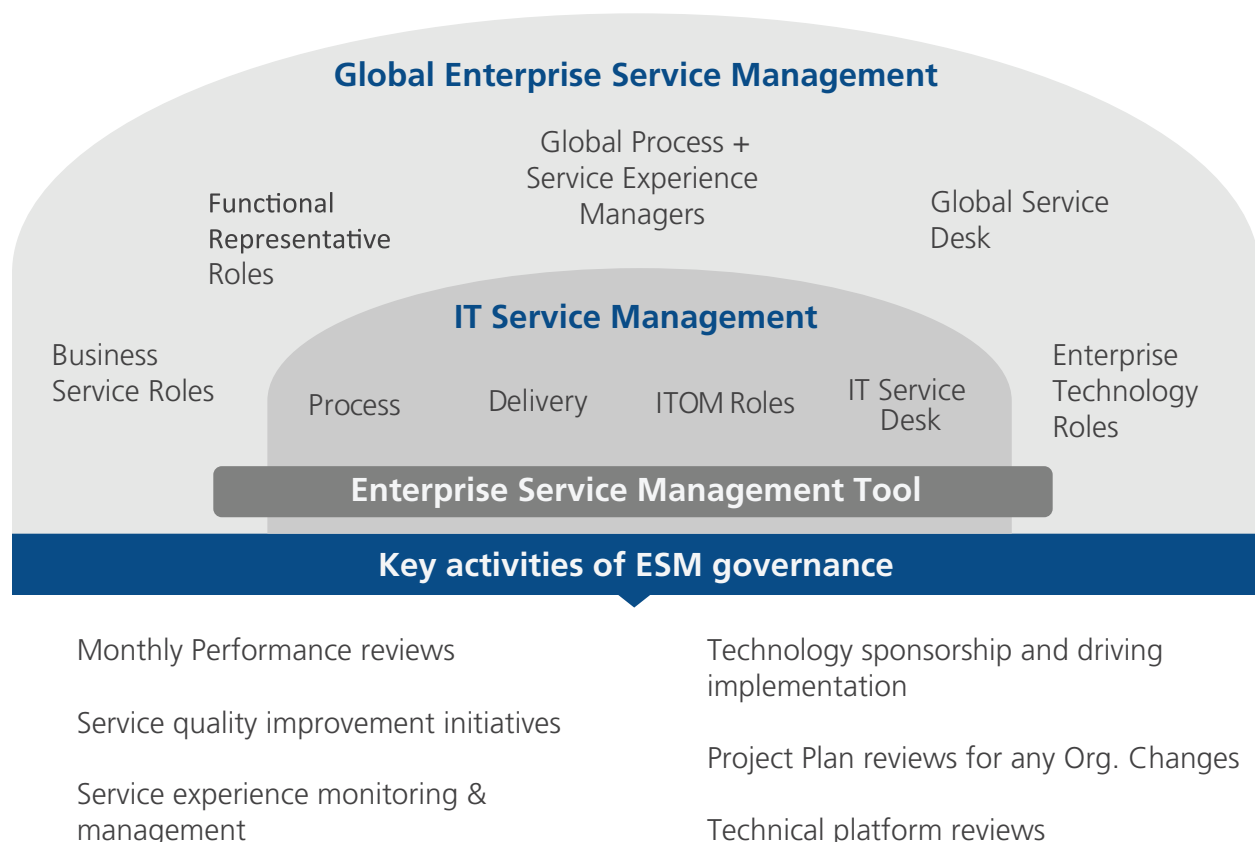 Global Enterprise Service Management
Global Process +
Service Experience
Managers
Functional
Representative
Roles
Global Service
Desk
IT Service Management
Business
Service Roles
Enterprise
Technology
Roles
Process
Delivery
ITOM Roles
IT Service
Desk
Enterprise Service Management Tool
Key activities of ESM governance
Monthly Performance reviews
Service quality improvement initiatives
Service experience monitoring &
management
Technology sponsorship and driving
implementation
Project Plan reviews for any Org. Changes
Technical platform reviews